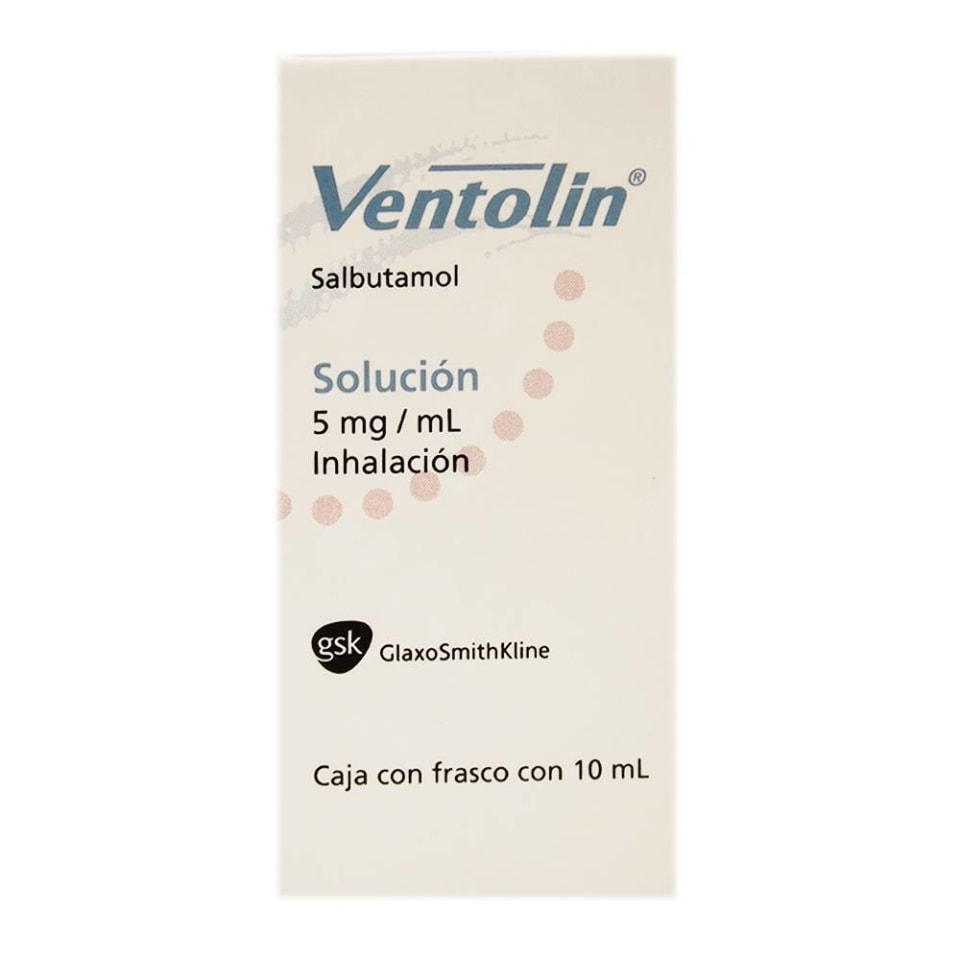 Ventolin®
Salbutamol
Solución
5 mg / mL
Inhalación
gsk GlaxoSmithKline
Caja con frasco con 10 mL